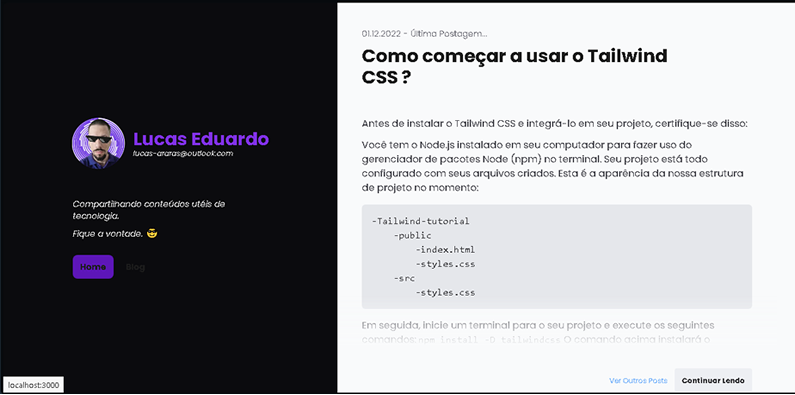 Lucas Eduardo
lucas-araras@outlook.com
Compartilhando conteúdos utéis de
tecnologia.
Fique a vontade. 😎
Home
Blog
localhost:3000
01.12.2022 - Última Postagem...
Como começar a usar o Tailwind
CSS ?
Antes de instalar o Tailwind CSS e integrá-lo em seu projeto, certifique-se disso:
Você tem o Node.js instalado em seu computador para fazer uso do
gerenciador de pacotes Node (npm) no terminal. Seu projeto está todo
configurado com seus arquivos criados. Esta é a aparência da nossa estrutura
de projeto no momento:
-Tailwind-tutorial
-public
-index.html
-styles.css
-src
-styles.css
Em seguida, inicie um terminal para o seu projeto e execute os seguintes
comandos: npm install -D tailwindcss O comando acima instalará o
Ver Outros Posts
Continuar Lendo